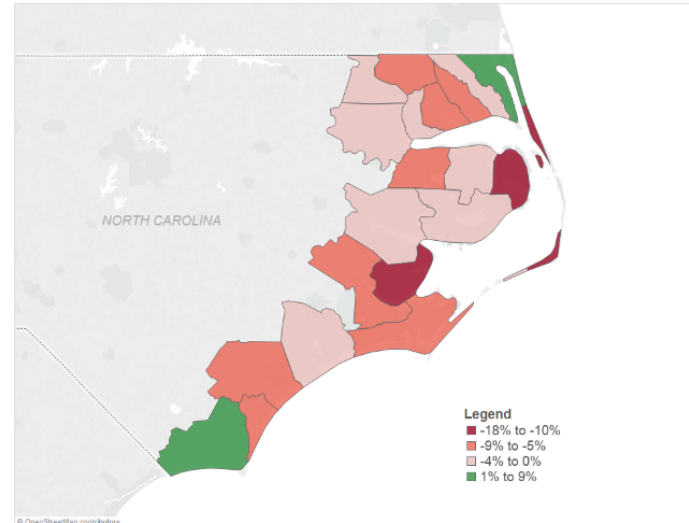 NORTH CAROLINA
Legend
-18% to -10%
-9% to -5%
-4% to 0%
1% to 9%
© OpenStreetMap contributors